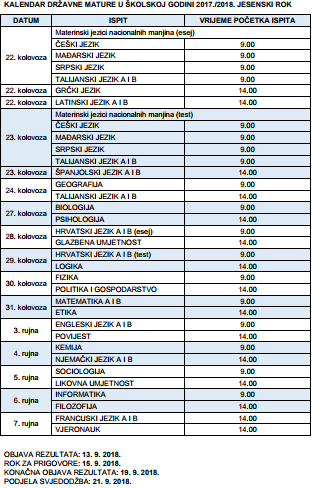 KALENDAR DRŽAVNE MATURE U ŠKOLSKOJ GODINI 2017./2018. JESENSKI ROK
DATUM ISPIT VRIJEME POČETKA ISPITA
22. kolovoza Materinski jezici nacionalnih manjina (esej)
ČEŠKI JEZIK 9.00
MAĐARSKI JEZIK 9.00
SRPSKI JEZIK 9.00
TALIJANSKI JEZIK A I B 9.00
GRČKI JEZIK 14.00
22. kolovoza LATINSKI JEZIK A I B 14.00
23. kolovoza Materinski jezici nacionalnih manjina (test)
ČEŠKI JEZIK 9.00
MAĐARSKI JEZIK 9.00
SRPSKI JEZIK 9.00
TALIJANSKI JEZIK A I B 9.00
23. kolovoza ŠPANJOLSKI JEZIK A I B 14.00
24. kolovoza GEOGRAFIJA 9.00
TALIJANSKI JEZIK A I B 14.00
27. kolovoza BIOLOGIJA 9.00
PSIHOLOGIJA 14.00
28. kolovoza HRVATSKI JEZIK A I B (esej) 9.00
GLAZBENA UMJETNOST 14.00
29. kolovoza HRVATSKI JEZIK A I B (test) 9.00
LOGIKA 14.00
30. kolovoza FIZIKA 9.00
POLITIKA I GOSPODARSTVO 14.00
31. kolovoza MATEMATIKA A I B 9.00
ETIKA 14.00
3. rujna ENGLESKI JEZIK A I B 9.00
POVIJEST 14.00
4. rujna KEMIJA 9.00
NJEMAČKI JEZIK A I B 14.00
5. rujna SOCIOLOGIJA 9.00
LIKOVNA UMJETNOST 14.00
6. rujna INFORMATIKA 9.00
FILOZOFIJA 14.00
7. rujna FRANCUSKI JEZIK A I B 14.00
VJERONAUK 14.00
OBJAVA REZULTATA: 13. 9. 2018.
ROK ZA PRIGOVORE: 15. 9. 2018.
KONAČNA OBJAVA REZULTATA: 19. 9. 2018.
PODJELA SVJEDODŽBA: 21. 9. 2018.